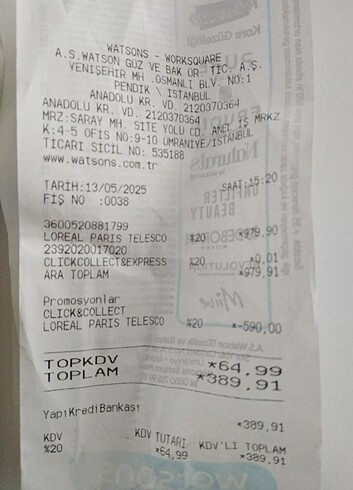 WATSONS - WORKSQUARE
A.S.WATSON GÜZ VE BAK ÜR TİC. A.Ş.
YENİŞEHİR MH. OSMANLI BLV. NO:1
PENDİK \ İSTANBUL
ANADOLU KR. VD. 2120370364
ANADOLU KR. VD. 2120370364
MRZ:SARAY MH. SITE YOLU CD. ANEL İŞ MRKZ
K:4-5 OFİS NO:9-10 ÜMRANİYE/İSTANBUL
TİCARİ SİCİL NO: 535188
www.watsons.com.tr
TARİH:13/05/2025 SAAT:15:20
FİŞ NO :0038
3600520881799
LOREAL PARIS TELESCO %20 *979,90
2392020017020
CLICKCOLLECT&EXPRESS %20 *0,01
ARA TOPLAM *979,91
Promosyonlar
CLICK&COLLECT
LOREAL PARIS TELESCO %20 *-590,00
TOPKDV *64,99
TOPLAM *389,91
YapıKrediBankası *389,91
KDV KDV TUTARI KDV'Lİ TOPLAM
%20 *64,99 *389,91